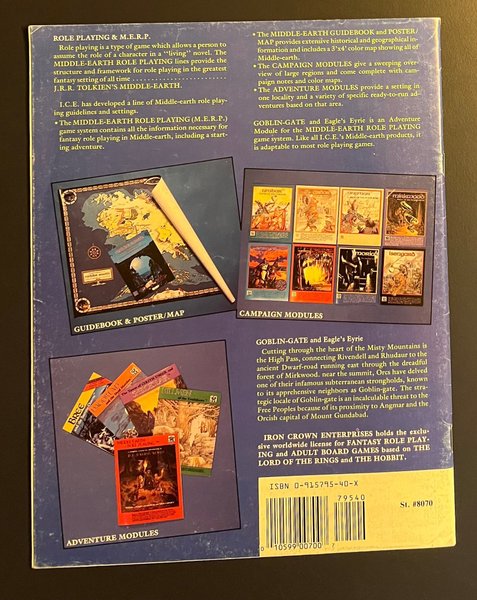 ROLE PLAYING & M.E.R.P.
Role playing is a type of game which allows a person to
assume the role of a character in a "living" novel. The
MIDDLE-EARTH ROLE PLAYING lines provide the
structure and framework for role playing in the greatest
fantasy setting of all time . . . . . . . . . . . . . . . . . . . . .
J.R.R. TOLKIEN'S MIDDLE-EARTH.
I.C.E. has developed a line of Middle-earth role play-
ing guidelines and settings.
• The MIDDLE-EARTH ROLE PLAYING (M.E.R.P.)
game system contains all the information necessary for
fantasy role playing in Middle-earth, including a start-
ing adventure.
• The MIDDLE-EARTH GUIDEBOOK and POSTER/
MAP provides extensive historical and geographical in-
formation and includes a 3'x4' color map showing all of
Middle-earth.
• The CAMPAIGN MODULES give a sweeping over-
view of large regions and come complete with cam-
paign notes and color maps.
• The ADVENTURE MODULES provide a setting in
one locality and a variety of specific ready-to-run ad-
ventures based on that area.
GOBLIN-GATE and Eagle's Eyrie is an Adventure
Module for the MIDDLE-EARTH ROLE PLAYING
game system. Like all I.C.E.'s Middle-earth products, it
is adaptable to most role playing games.
GUIDEBOOK & POSTER/MAP
mirkwood
moria
isengard
CAMPAIGN MODULES
ADVENTURE MODULES
GOBLIN-GATE and Eagle's Eyrie
Cutting through the heart of the Misty Mountains is
the High Pass, connecting Rivendell and Rhudaur to the
ancient Dwarf-road running east through the dreadful
forest of Mirkwood. near the summit, Orcs have delved
one of their infamous subterranean strongholds, known
to its apprehensive neighbors as Goblin-gate. The stra-
tegic locale of Goblin-gate is an incalculable threat to the
Free Peoples because of its proximity to Angmar and the
Orcish capital of Mount Gundabad.
IRON CROWN ENTERPRISES holds the exclu-
sive worldwide license for FANTASY ROLE PLAY-
ING and ADULT BOARD GAMES based on THE
LORD OF THE RINGS and THE HOBBIT.
ISBN 0-915795-40-X
79540
0 10599 00700 7
St. #8070